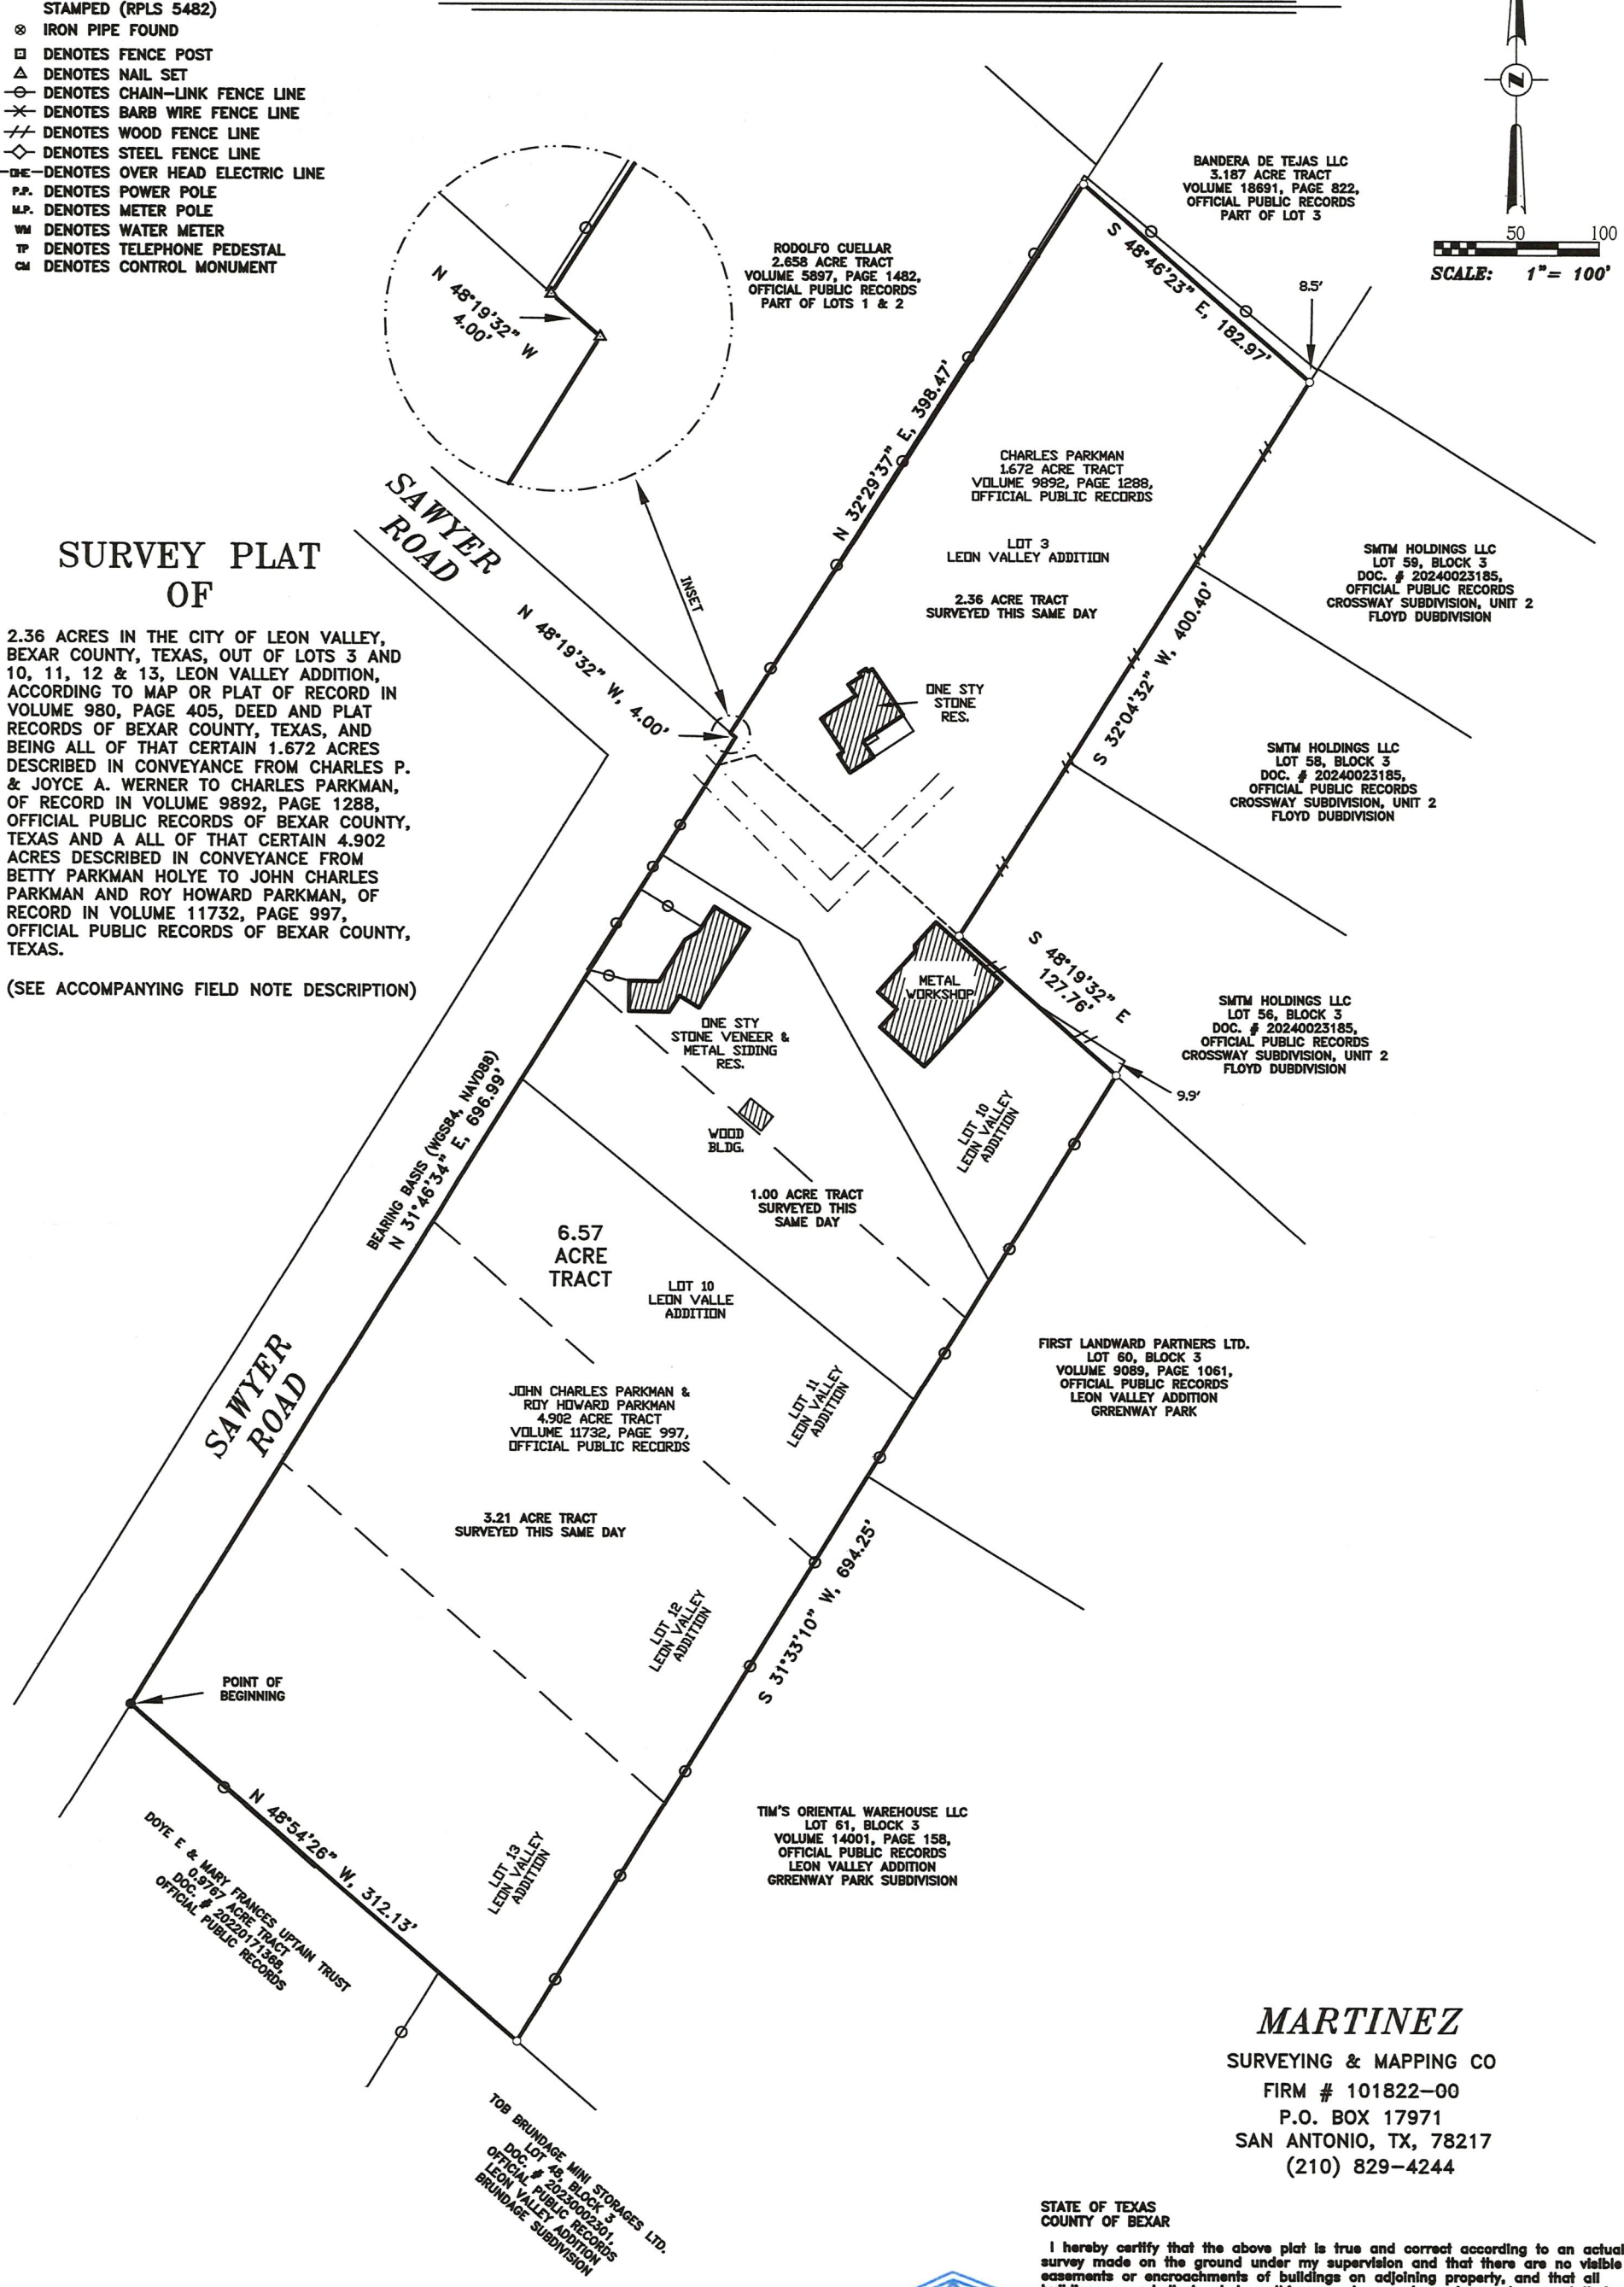 STAMPED (RPLS 5482)
IRON PIPE FOUND
DENOTES FENCE POST
DENOTES NAIL SET
DENOTES CHAIN-LINK FENCE LINE
DENOTES BARB WIRE FENCE LINE
DENOTES WOOD FENCE LINE
DENOTES STEEL FENCE LINE
-OHE-DENOTES OVER HEAD ELECTRIC LINE
P.P. DENOTES POWER POLE
M.P. DENOTES METER POLE
WM DENOTES WATER METER
TP DENOTES TELEPHONE PEDESTAL
CM DENOTES CONTROL MONUMENT
N
50 100
SCALE: 1"= 100'
BANDERA DE TEJAS LLC
3.187 ACRE TRACT
VOLUME 18691, PAGE 822,
OFFICIAL PUBLIC RECORDS
PART OF LOT 3
RODOLFO CUELLAR
2.658 ACRE TRACT
VOLUME 5897, PAGE 1482,
OFFICIAL PUBLIC RECORDS
PART OF LOTS 1 & 2
N 48°19'32" W
4.00'
S 48°46'23" E, 182.97'
8.5'
N 32°29'37" E, 398.47'
CHARLES PARKMAN
1.672 ACRE TRACT
VOLUME 9892, PAGE 1288,
OFFICIAL PUBLIC RECORDS
LOT 3
LEON VALLEY ADDITION
2.36 ACRE TRACT
SURVEYED THIS SAME DAY
SAWYER
ROAD
INSET
N 48°19'32" W, 4.00'
SURVEY PLAT
OF
2.36 ACRES IN THE CITY OF LEON VALLEY,
BEXAR COUNTY, TEXAS, OUT OF LOTS 3 AND
10, 11, 12 & 13, LEON VALLEY ADDITION,
ACCORDING TO MAP OR PLAT OF RECORD IN
VOLUME 980, PAGE 405, DEED AND PLAT
RECORDS OF BEXAR COUNTY, TEXAS, AND
BEING ALL OF THAT CERTAIN 1.672 ACRES
DESCRIBED IN CONVEYANCE FROM CHARLES P.
& JOYCE A. WERNER TO CHARLES PARKMAN,
OF RECORD IN VOLUME 9892, PAGE 1288,
OFFICIAL PUBLIC RECORDS OF BEXAR COUNTY,
TEXAS AND A ALL OF THAT CERTAIN 4.902
ACRES DESCRIBED IN CONVEYANCE FROM
BETTY PARKMAN HOLYE TO JOHN CHARLES
PARKMAN AND ROY HOWARD PARKMAN, OF
RECORD IN VOLUME 11732, PAGE 997,
OFFICIAL PUBLIC RECORDS OF BEXAR COUNTY,
TEXAS.
(SEE ACCOMPANYING FIELD NOTE DESCRIPTION)
SMTM HOLDINGS LLC
LOT 59, BLOCK 3
DOC. # 20240023185,
OFFICIAL PUBLIC RECORDS
CROSSWAY SUBDIVISION, UNIT 2
FLOYD DUBDIVISION
S 32°04'32" W, 400.40'
ONE STY
STONE
RES.
SMTM HOLDINGS LLC
LOT 58, BLOCK 3
DOC. # 20240023185,
OFFICIAL PUBLIC RECORDS
CROSSWAY SUBDIVISION, UNIT 2
FLOYD DUBDIVISION
S 48°19'32" E
127.76'
METAL
WORKSHOP
SMTM HOLDINGS LLC
LOT 56, BLOCK 3
DOC. # 20240023185,
OFFICIAL PUBLIC RECORDS
CROSSWAY SUBDIVISION, UNIT 2
FLOYD DUBDIVISION
9.9'
ONE STY
STONE VENEER &
METAL SIDING
RES.
WOOD
BLDG.
LOT 10
LEON VALLEY
ADDITION
BEARING BASIS (WGS84, NAVD88)
N 31°46'34" E, 696.99'
1.00 ACRE TRACT
SURVEYED THIS
SAME DAY
6.57
ACRE
TRACT
LOT 10
LEON VALLE
ADDITION
SAWYER
ROAD
JOHN CHARLES PARKMAN &
ROY HOWARD PARKMAN
4.902 ACRE TRACT
VOLUME 11732, PAGE 997,
OFFICIAL PUBLIC RECORDS
LOT 11
LEON VALLEY
ADDITION
FIRST LANDWARD PARTNERS LTD.
LOT 60, BLOCK 3
VOLUME 9089, PAGE 1061,
OFFICIAL PUBLIC RECORDS
LEON VALLEY ADDITION
GRRENWAY PARK
3.21 ACRE TRACT
SURVEYED THIS SAME DAY
LOT 12
LEON VALLEY
ADDITION
S 31°33'10" W, 694.25'
POINT OF
BEGINNING
N 48°54'26" W, 312.13'
DOYE E & MARY FRANCES UPTAIN TRUST
0.9767 ACRE TRACT
DOC. # 20220171368,
OFFICIAL PUBLIC RECORDS
LOT 13
LEON VALLEY
ADDITION
TIM'S ORIENTAL WAREHOUSE LLC
LOT 61, BLOCK 3
VOLUME 14001, PAGE 158,
OFFICIAL PUBLIC RECORDS
LEON VALLEY ADDITION
GRRENWAY PARK SUBDIVISION
TOB BRUNDAGE MINI STORAGES LTD.
LOT 48, BLOCK 3
DOC. # 20230002301,
OFFICIAL PUBLIC RECORDS
LEON VALLEY ADDITION
BRUNDAGE SUBDIVISION
MARTINEZ
SURVEYING & MAPPING CO
FIRM # 101822-00
P.O. BOX 17971
SAN ANTONIO, TX, 78217
(210) 829-4244
STATE OF TEXAS
COUNTY OF BEXAR
I hereby certify that the above plat is true and correct according to an actual
survey made on the ground under my supervision and that there are no visible
easements or encroachments of buildings on adjoining property, and that all